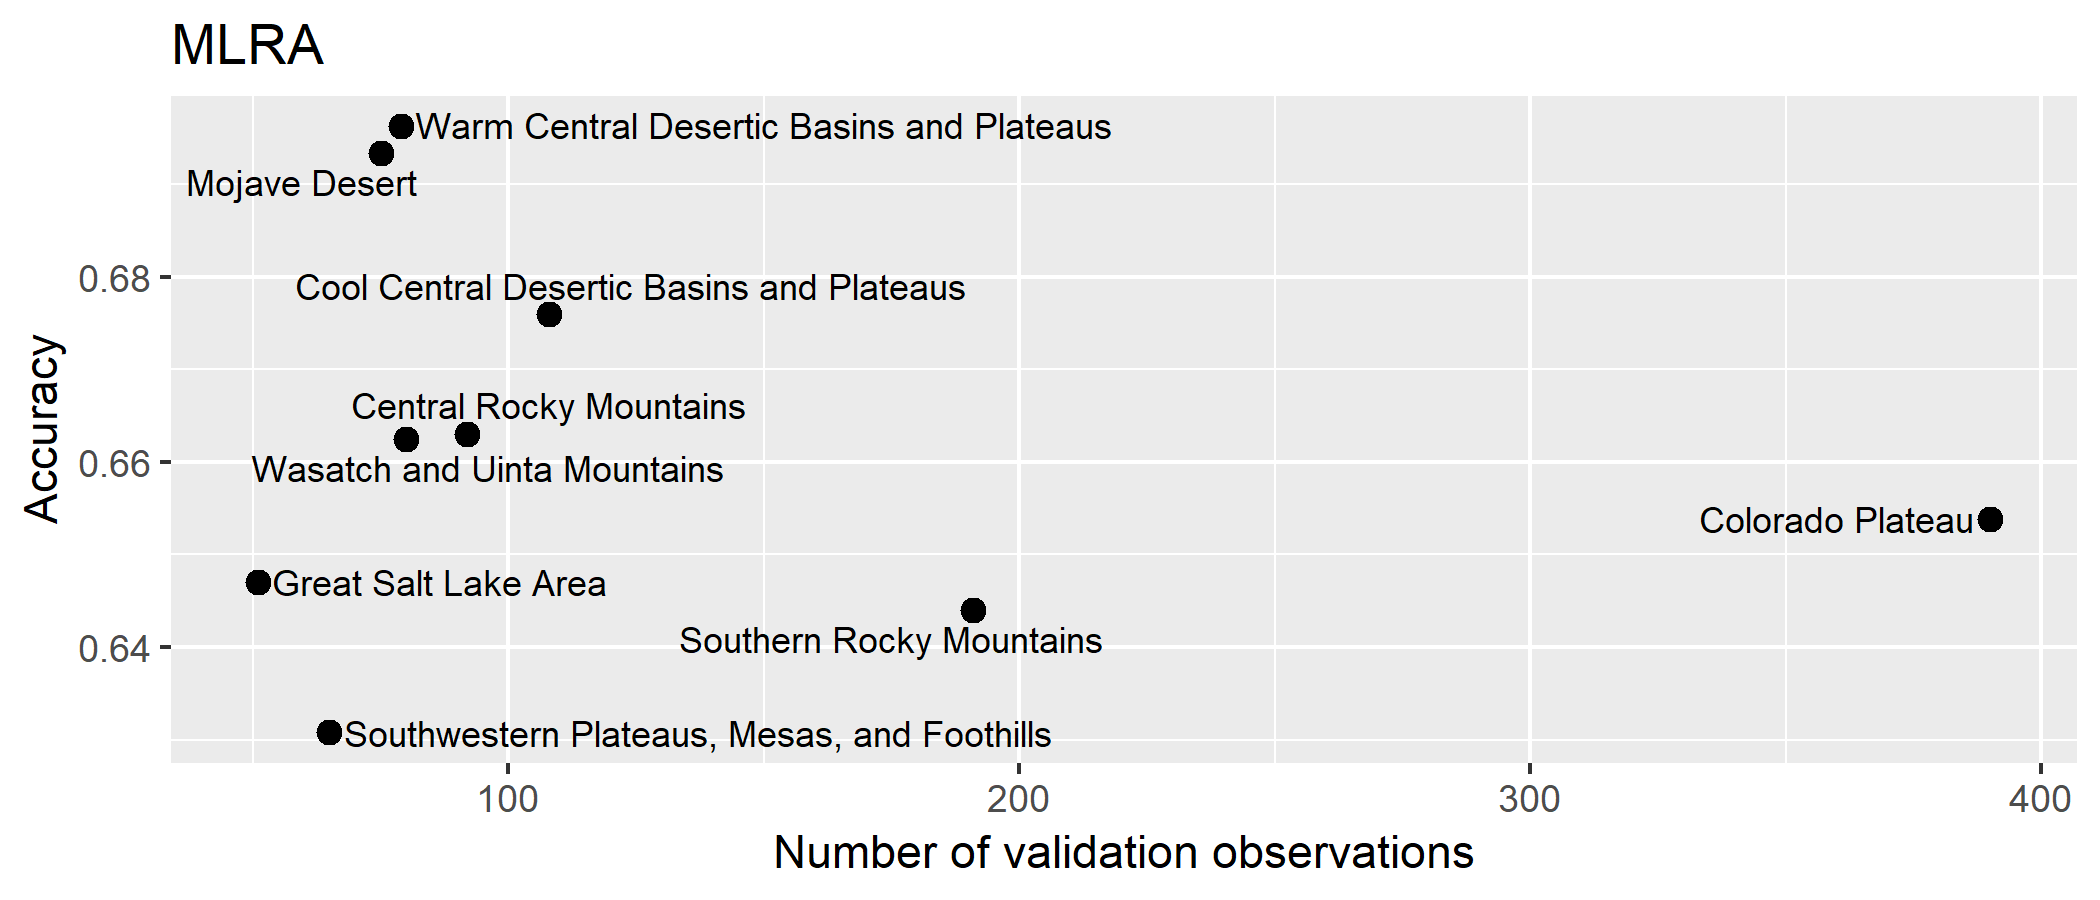 MLRA
Warm Central Desertic Basins and Plateaus
Mojave Desert
0.68
Cool Central Desertic Basins and Plateaus
Central Rocky Mountains
0.66
Wasatch and Uinta Mountains
Colorado Plateau
Great Salt Lake Area
Southern Rocky Mountains
0.64
Southwestern Plateaus, Mesas, and Foothills
Accuracy
100 200 300 400
Number of validation observations